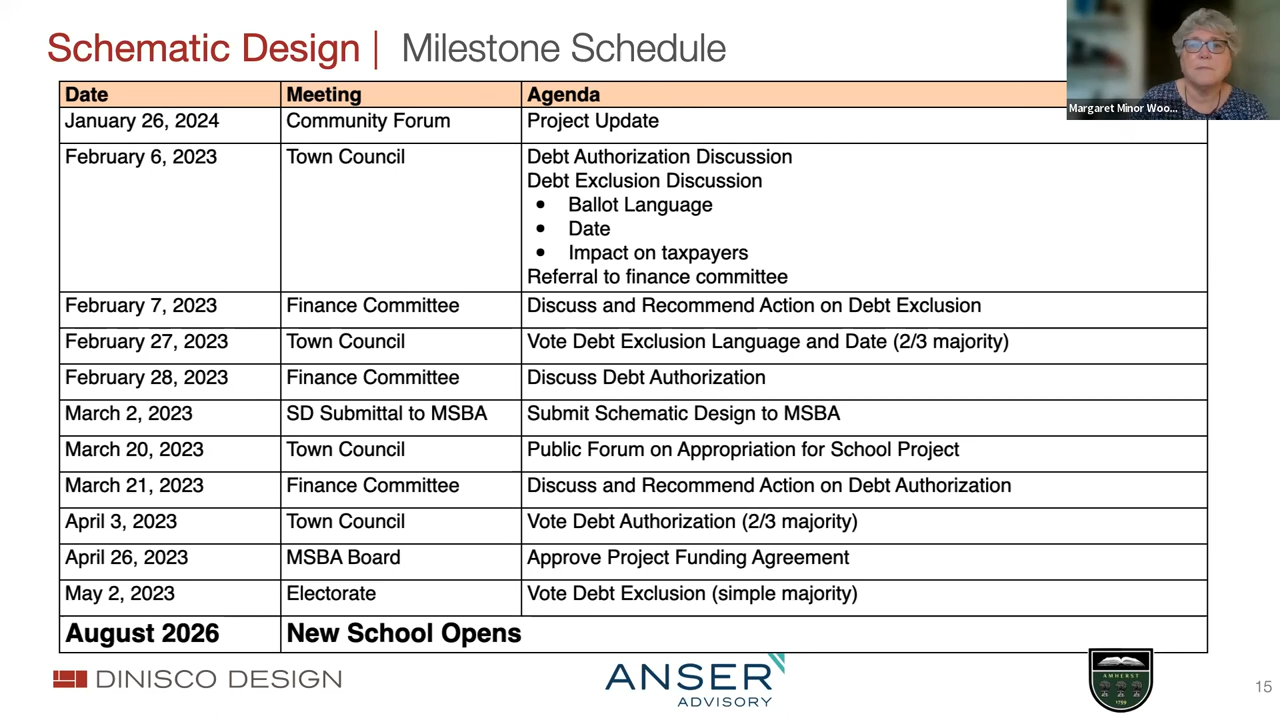 Schematic Design | Milestone Schedule
Margaret Minor Woo...
Date Meeting Agenda
January 26, 2024 Community Forum Project Update
February 6, 2023 Town Council Debt Authorization Discussion
Debt Exclusion Discussion
• Ballot Language
• Date
• Impact on taxpayers
Referral to finance committee
February 7, 2023 Finance Committee Discuss and Recommend Action on Debt Exclusion
February 27, 2023 Town Council Vote Debt Exclusion Language and Date (2/3 majority)
February 28, 2023 Finance Committee Discuss Debt Authorization
March 2, 2023 SD Submittal to MSBA Submit Schematic Design to MSBA
March 20, 2023 Town Council Public Forum on Appropriation for School Project
March 21, 2023 Finance Committee Discuss and Recommend Action on Debt Authorization
April 3, 2023 Town Council Vote Debt Authorization (2/3 majority)
April 26, 2023 MSBA Board Approve Project Funding Agreement
May 2, 2023 Electorate Vote Debt Exclusion (simple majority)
August 2026 New School Opens
DINISCO DESIGN
ANSER
ADVISORY
AMHERST
1759
15